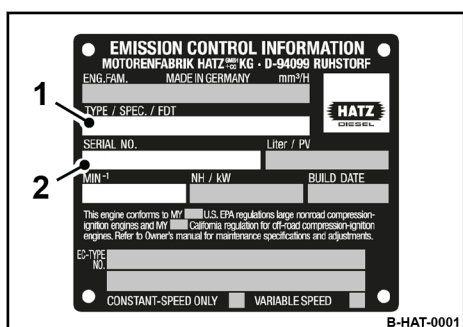 EMISSION CONTROL INFORMATION
MOTORENFABRIK HATZ GMBH +CO KG · D-94099 RUHSTORF
ENG.FAM. MADE IN GERMANY mm³/H
TYPE / SPEC. / FDT
1
HATZ
DIESEL
SERIAL NO. Liter / PV
2
MIN⁻¹ NH / kW BUILD DATE
This engine conforms to MY U.S. EPA regulations large nonroad compression-
ignition engines and MY California regulation for off-road compression-ignition
engines. Refer to Owner's manual for maintenance specifications and adjustments.
EC-TYPE
NO.
CONSTANT-SPEED ONLY VARIABLE SPEED
B-HAT-0001